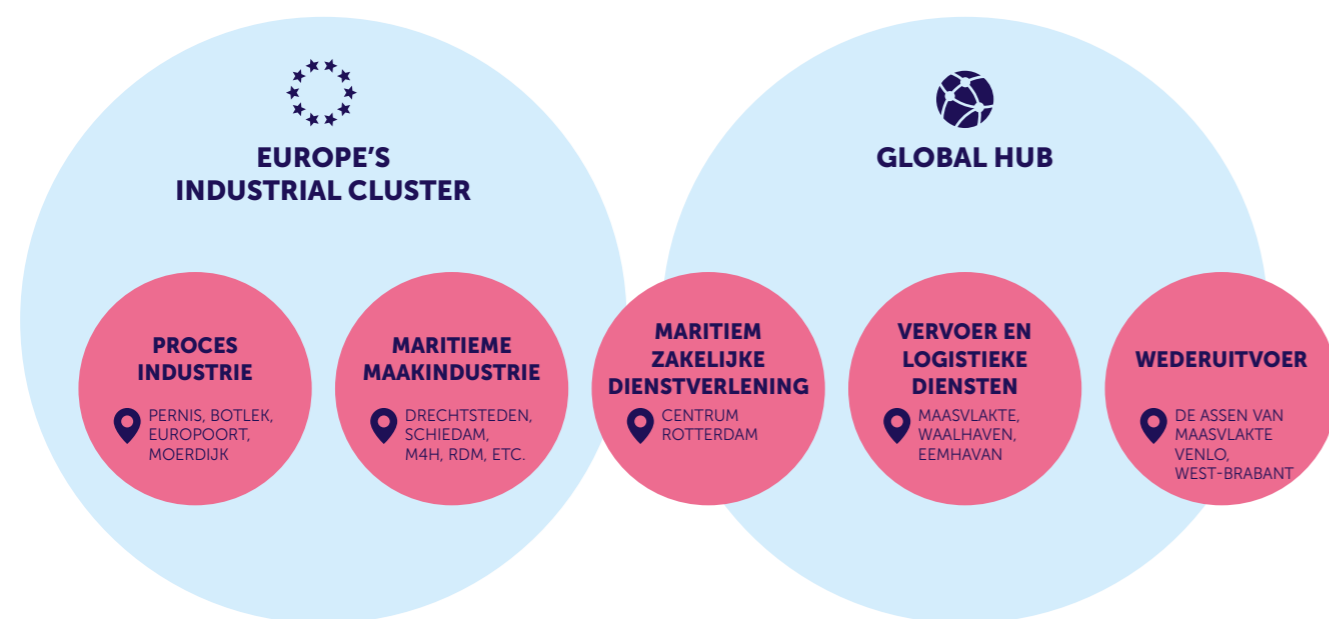 EUROPE'S
INDUSTRIAL CLUSTER
GLOBAL HUB
PROCES
INDUSTRIE
PERNIS, BOTLEK,
EUROPOORT,
MOERDIJK
MARITIEME
MAAKINDUSTRIE
DRECHTSTEDEN,
SCHIEDAM,
M4H, RDM, ETC.
MARITIEM
ZAKELIJKE
DIENSTVERLENING
CENTRUM
ROTTERDAM
VERVOER EN
LOGISTIEKE
DIENSTEN
MAASVLAKTE,
WAALHAVEN,
EEMHAVAN
WEDERUITVOER
DE ASSEN VAN
MAASVLAKTE
VENLO,
WEST-BRABANT